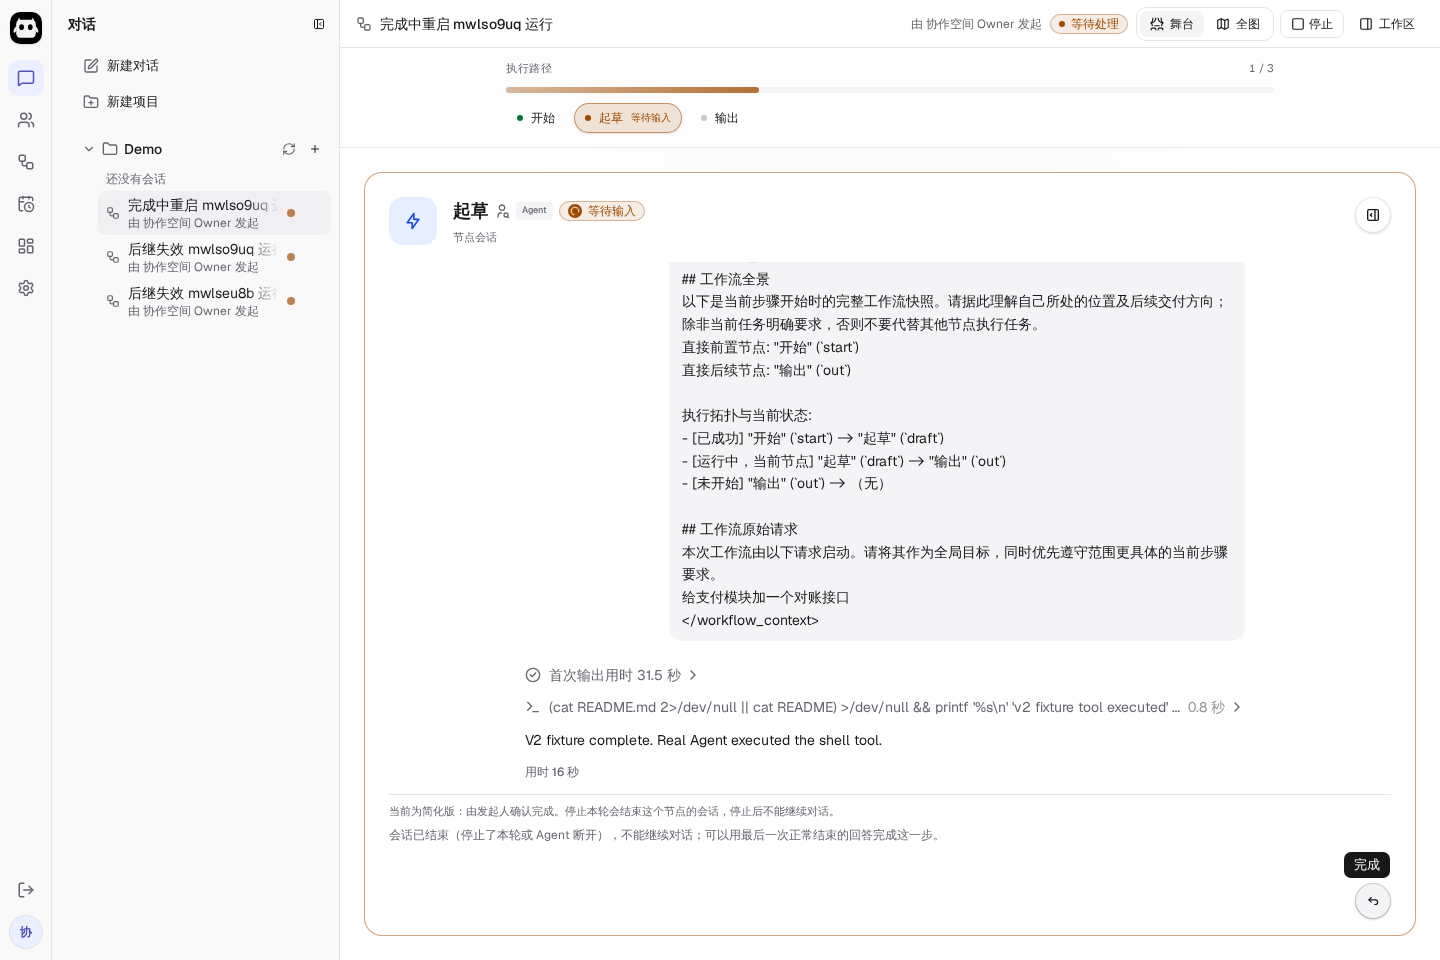 对话
新建对话
新建项目
Demo
还没有会话
完成中重启 mwlso9uq
由 协作空间 Owner 发起
后继失效 mwlso9uq 运行
由 协作空间 Owner 发起
后继失效 mwlseu8b 运行
由 协作空间 Owner 发起
协
完成中重启 mwlso9uq 运行
由 协作空间 Owner 发起
等待处理
舞台
全图
停止
工作区
执行路径
1 / 3
开始
起草 等待输入
输出
起草
Agent
等待输入
节点会话
## 工作流全景
以下是当前步骤开始时的完整工作流快照。请据此理解自己所处的位置及后续交付方向；
除非当前任务明确要求，否则不要代替其他节点执行任务。
直接前置节点: "开始" (`start`)
直接后续节点: "输出" (`out`)
执行拓扑与当前状态:
- [已成功] "开始" (`start`) -> "起草" (`draft`)
- [运行中，当前节点] "起草" (`draft`) -> "输出" (`out`)
- [未开始] "输出" (`out`) -> （无）
## 工作流原始请求
本次工作流由以下请求启动。请将其作为全局目标，同时优先遵守范围更具体的当前步骤
要求。
给支付模块加一个对账接口
</workflow_context>
首次输出用时 31.5 秒
(cat README.md 2>/dev/null || cat README) >/dev/null && printf '%s\n' 'v2 fixture tool executed' ... 0.8 秒
V2 fixture complete. Real Agent executed the shell tool.
用时 16 秒
当前为简化版：由发起人确认完成。停止本轮会结束这个节点的会话，停止后不能继续对话。
会话已结束（停止了本轮或 Agent 断开），不能继续对话；可以用最后一次正常结束的回答完成这一步。
完成